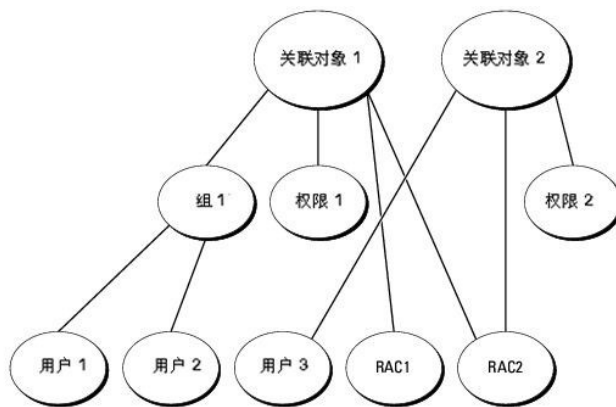 关联对象 1
关联对象 2
组 1
权限 1
权限 2
用户 1
用户 2
用户 3
RAC1
RAC2